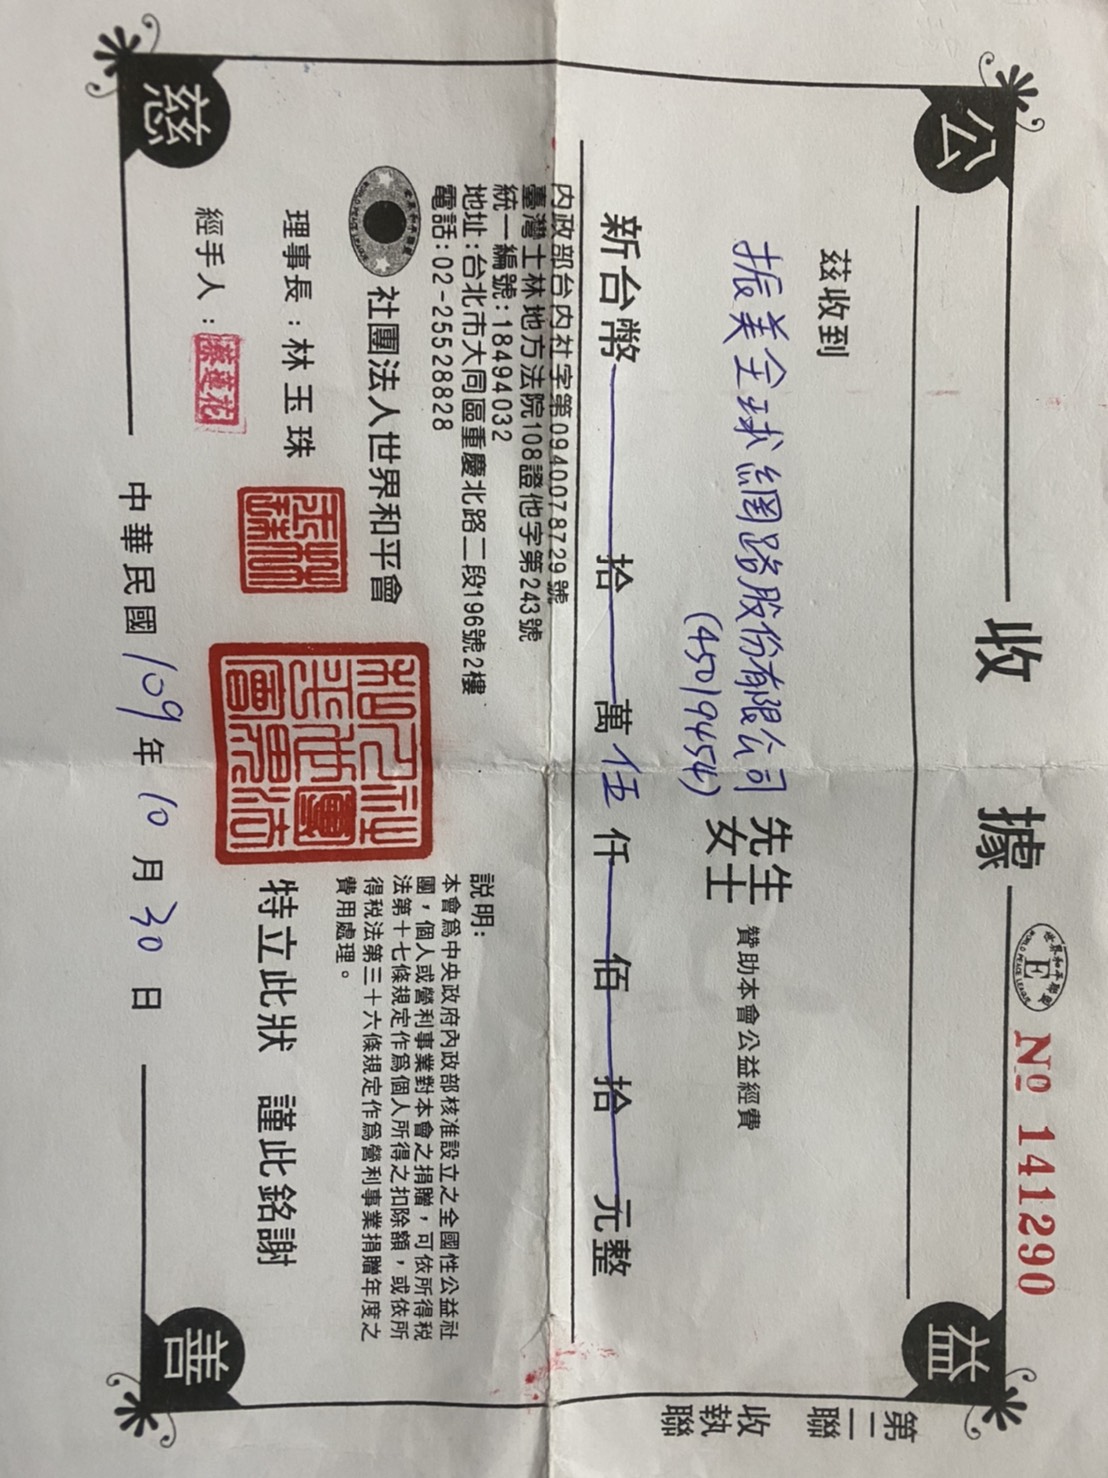 收據
世界和平聯盟
E
WORLD PEACE LEAGUE
No 141290
公
益
第二聯 收執聯
茲收到
振美全球網路股份有限公司 先生 女士 贊助本會公益經費
(45019454)
新台幣 拾 萬 伍 仟 佰 拾 元整
內政部台內社字第0940078729號
臺灣士林地方法院108證他字第243號
統一編號:18494032
地址:台北市大同區重慶北路二段196號2樓
電話:02-25528828
世界和平聯盟
WORLD PEACE LEAGUE
社團法人世界和平會
理事長:林玉珠
林玉珠
經手人:蔡蓮花
社團法人世界和平會
說明:
本會為中央政府內政部核准設立之全國性公益社
團，個人或營利事業對本會之捐贈，可依所得稅
法第十七條規定作為個人所得之扣除額，或依所
得稅法第三十六條規定作為營利事業捐贈年度之
費用處理。
特立此狀 謹此銘謝
慈
善
中華民國 109 年 10 月 30 日